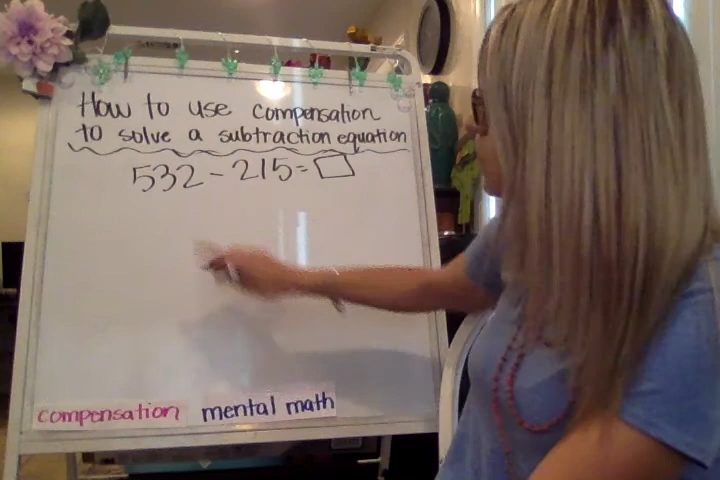 How to use compensation
to solve a subtraction equation
532 - 215 = □
compensation mental math